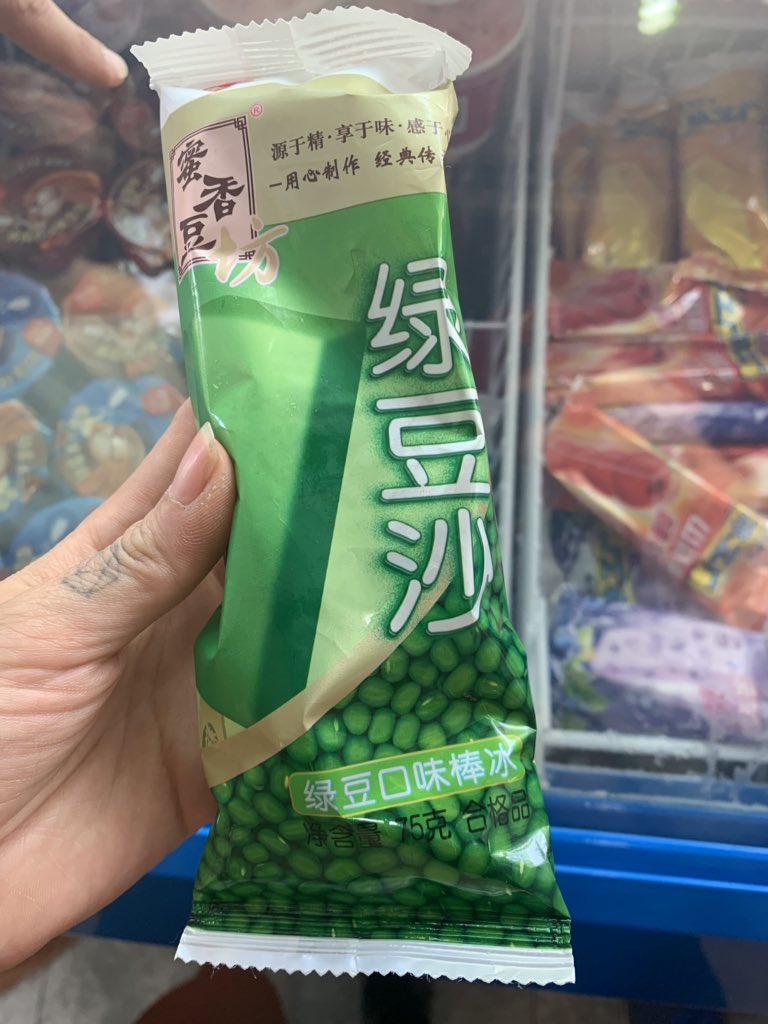 蜜香豆坊
®
源于精·享于味·感于
用心制作 经典传
绿豆沙
绿豆口味棒冰
净含量 75克 合格品